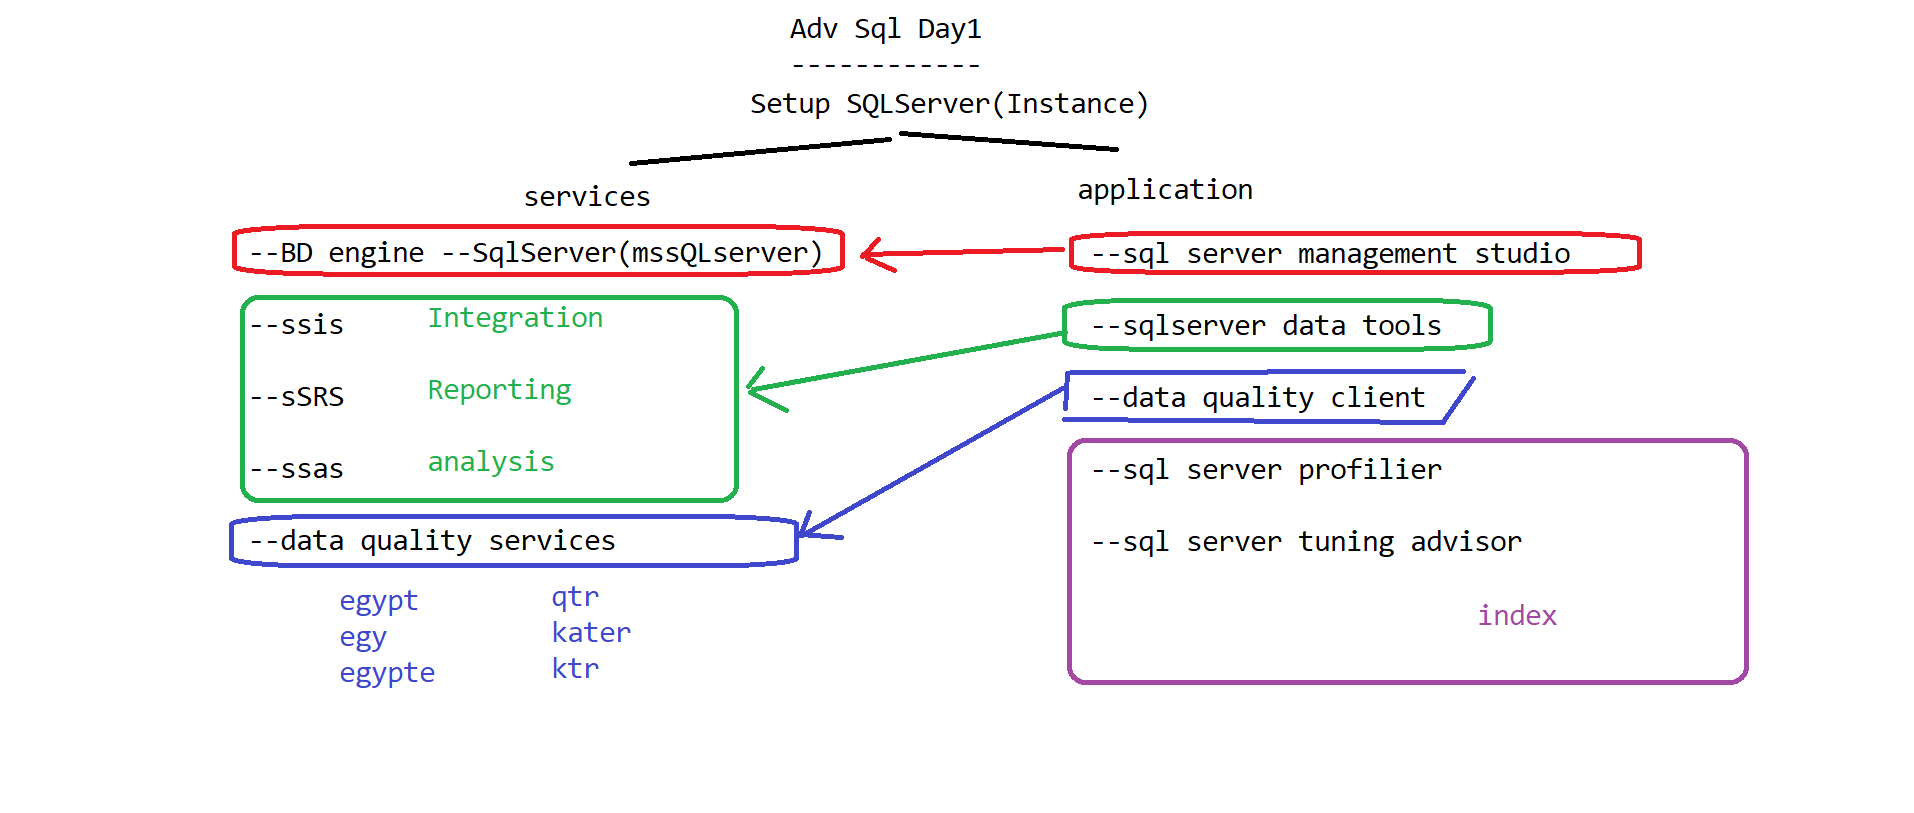 Adv Sql Day1
------------
Setup SQLServer(Instance)
services
application
--BD engine --SqlServer(mssQLserver)
--sql server management studio
--ssis Integration
--sqlserver data tools
--sSRS Reporting
--data quality client
--ssas analysis
--sql server profilier
--data quality services
--sql server tuning advisor
egypt qtr
index
egy kater
egypte ktr